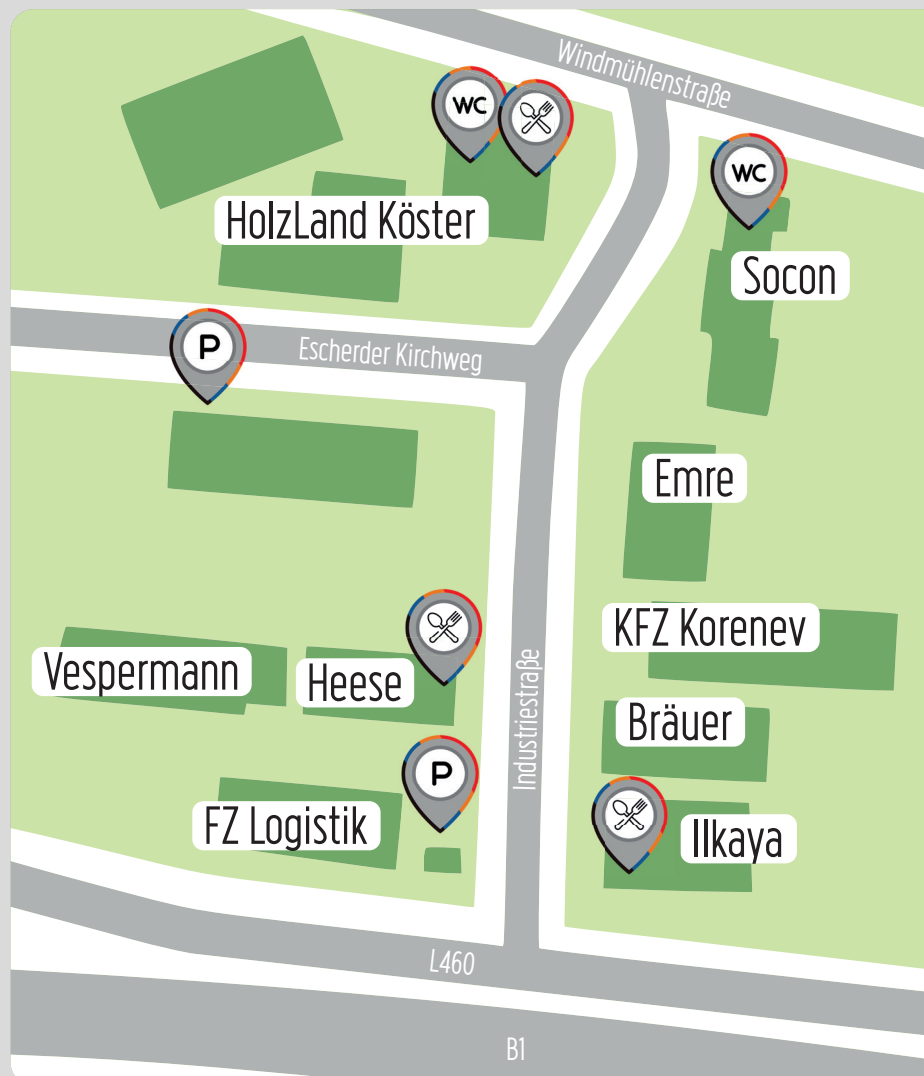 Windmühlenstraße
WC
WC
HolzLand Köster
Socon
P
Escherder Kirchweg
Emre
KFZ Korenev
Vespermann
Heese
Industriestraße
Bräuer
P
FZ Logistik
Ilkaya
L460
B1